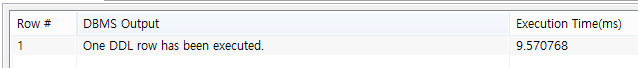 Row # DBMS Output Execution Time(ms)
1 One DDL row has been executed. 9.570768